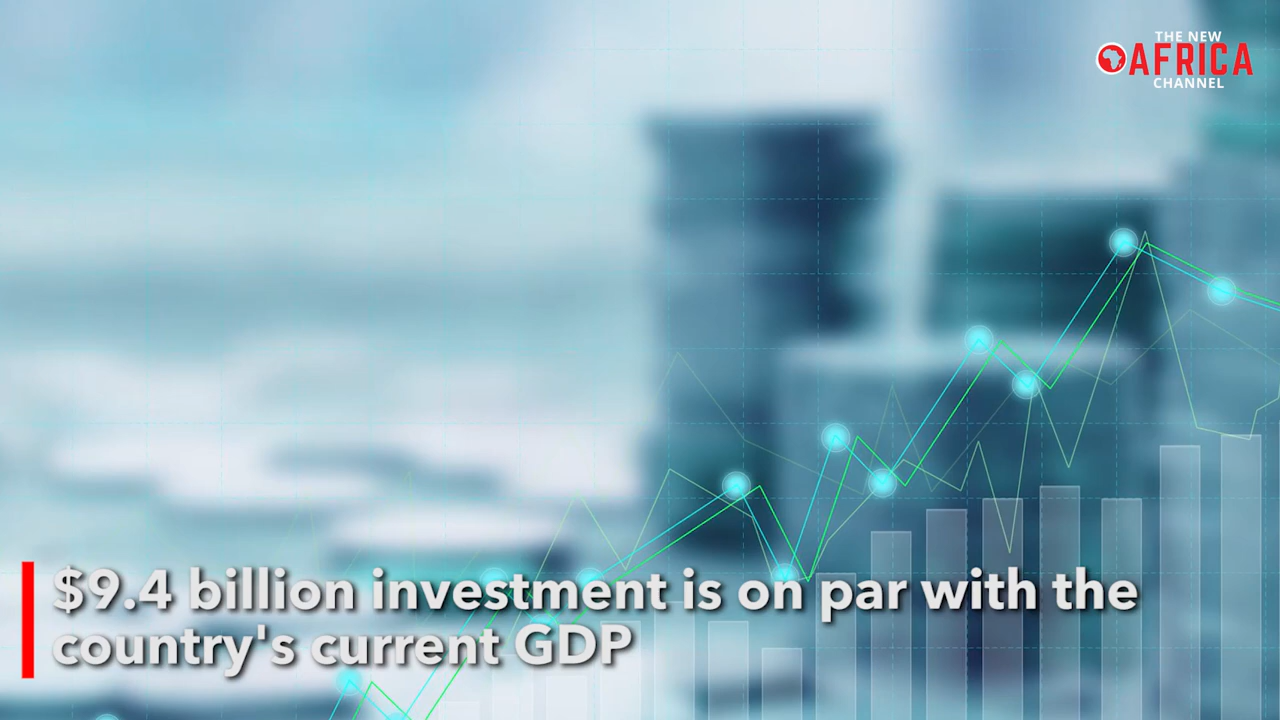 THE NEW
AFRICA
CHANNEL
$9.4 billion investment is on par with the
country's current GDP